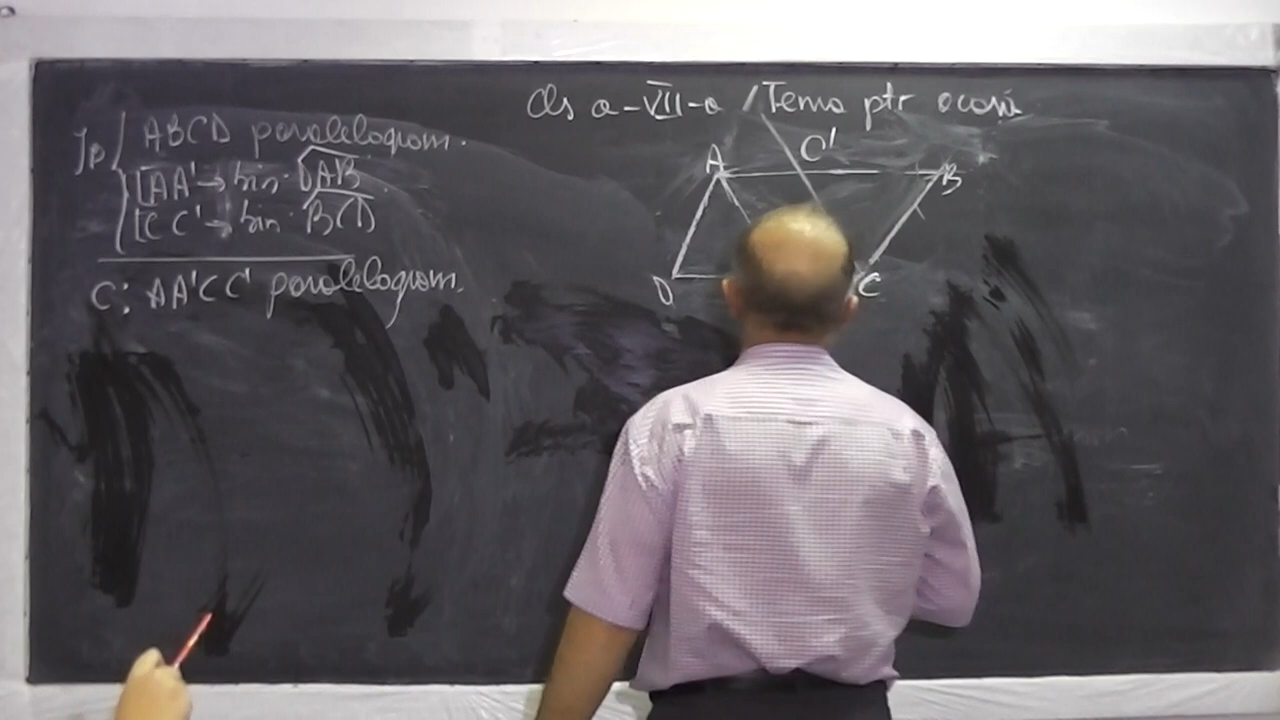 Cls a-VII-a / Tema ptr acasă
Ip / ABCD paralelogram.
[AA' → bis. DAB
[CC' → bis. BCD
C: AA'CC' paralelogram.
A
C'
B
D
C